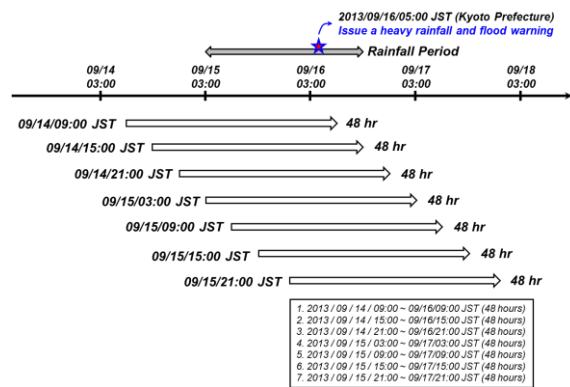 2013/09/16/05:00 JST (Kyoto Prefecture)
Issue a heavy rainfall and flood warning
Rainfall Period
09/14 09/15 09/16 09/17 09/18
03:00 03:00 03:00 03:00 03:00
09/14/09:00 JST 48 hr
09/14/15:00 JST 48 hr
09/14/21:00 JST 48 hr
09/15/03:00 JST 48 hr
09/15/09:00 JST 48 hr
09/15/15:00 JST 48 hr
09/15/21:00 JST 48 hr
1. 2013 / 09 / 14 / 09:00 ~ 09/16/09:00 JST (48 hours)
2. 2013 / 09 / 14 / 15:00 ~ 09/16/15:00 JST (48 hours)
3. 2013 / 09 / 14 / 21:00 ~ 09/16/21:00 JST (48 hours)
4. 2013 / 09 / 15 / 03:00 ~ 09/17/03:00 JST (48 hours)
5. 2013 / 09 / 15 / 09:00 ~ 09/17/09:00 JST (48 hours)
6. 2013 / 09 / 15 / 15:00 ~ 09/17/15:00 JST (48 hours)
7. 2013 / 09 / 15 / 21:00 ~ 09/17/21:00 JST (48 hours)